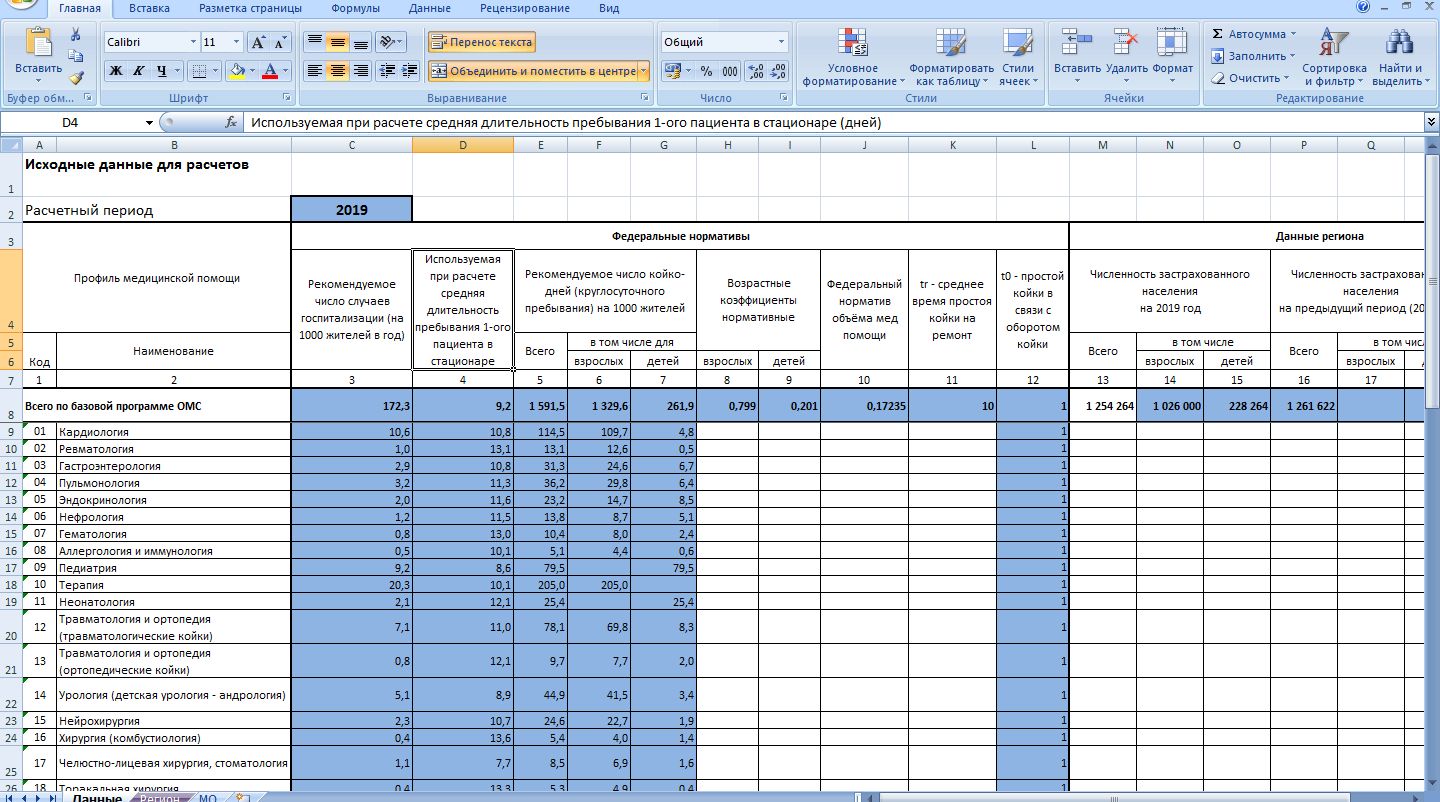 Главная Вставка Разметка страницы Формулы Данные Рецензирование Вид
Вставить
Буфер обм...
Calibri 11
Ж К Ч
Шрифт
Перенос текста
Объединить и поместить в центре
Выравнивание
Общий
% 000
Число
Условное форматирование
Форматировать как таблицу
Стили ячеек
Стили
Вставить Удалить Формат
Ячейки
Σ Автосумма
Заполнить
Очистить
Сортировка и фильтр
Найти и выделить
Редактирование
D4 fx Используемая при расчете средняя длительность пребывания 1-ого пациента в стационаре (дней)
A B C D E F G H I J K L M N O P Q
1 Исходные данные для расчетов
2 Расчетный период 2019
3 Федеральные нормативы Данные региона
Профиль медицинской помощи
4
Рекомендуемое число случаев госпитализации (на 1000 жителей в год)
Используемая при расчете средняя длительность пребывания 1-ого пациента в стационаре
Рекомендуемое число койко-дней (круглосуточного пребывания) на 1000 жителей
Возрастные коэффициенты нормативные
Федеральный норматив объёма мед помощи
tr - среднее время простоя койки на ремонт
t0 - простой койки в связи с оборотом койки
Численность застрахованного населения на 2019 год
населения
на предыдущий период (20
5 Код Наименование Всего в том числе для Всего в том числе Всего
6 взрослых детей взрослых детей взрослых детей взрослых
7 1 2 3 4 5 6 7 8 9 10 11 12 13 14 15 16 17
8 Всего по базовой программе ОМС 172,3 9,2 1 591,5 1 329,6 261,9 0,799 0,201 0,17235 10 1 1 254 264 1 026 000 228 264 1 261 622
9 01 Кардиология 10,6 10,8 114,5 109,7 4,8 1
10 02 Ревматология 1,0 13,1 13,1 12,6 0,5 1
11 03 Гастроэнтерология 2,9 10,8 31,3 24,6 6,7 1
12 04 Пульмонология 3,2 11,3 36,2 29,8 6,4 1
13 05 Эндокринология 2,0 11,6 23,2 14,7 8,5 1
14 06 Нефрология 1,2 11,5 13,8 8,7 5,1 1
15 07 Гематология 0,8 13,0 10,4 8,0 2,4 1
16 08 Аллергология и иммунология 0,5 10,1 5,1 4,4 0,6 1
17 09 Педиатрия 9,2 8,6 79,5 79,5 1
18 10 Терапия 20,3 10,1 205,0 205,0 1
19 11 Неонатология 2,1 12,1 25,4 25,4 1
20 12 Травматология и ортопедия (травматологические койки) 7,1 11,0 78,1 69,8 8,3 1
21 13 Травматология и ортопедия (ортопедические койки) 0,8 12,1 9,7 7,7 2,0 1
22 14 Урология (детская урология - андрология) 5,1 8,9 44,9 41,5 3,4 1
23 15 Нейрохирургия 2,3 10,7 24,6 22,7 1,9 1
24 16 Хирургия (комбустиология) 0,4 13,6 5,4 4,0 1,4 1
25 17 Челюстно-лицевая хирургия, стоматология 1,1 7,7 8,5 6,9 1,6 1
26 18 Торакальная хирургия 0,4 13,3 5,3 4,9 0,4 1
Данные Регион МО